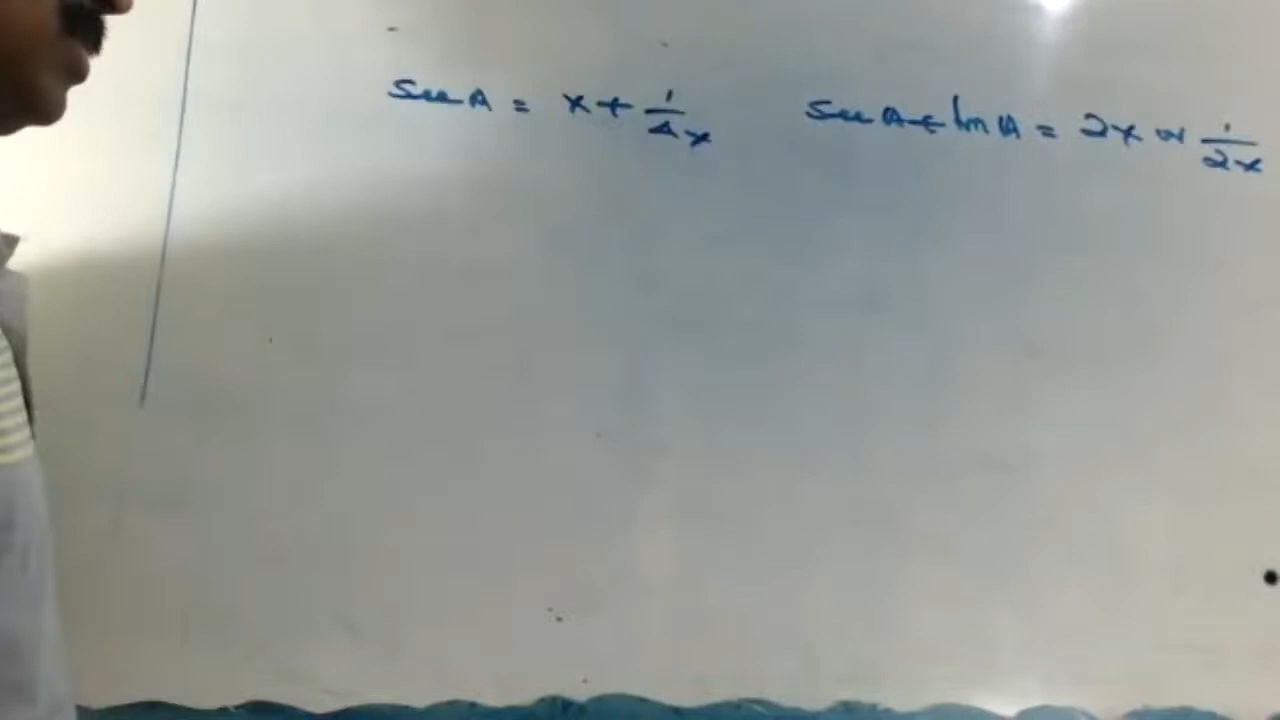 sec A = x + 1/4x
sec A + tan A = 2x or 1/2x